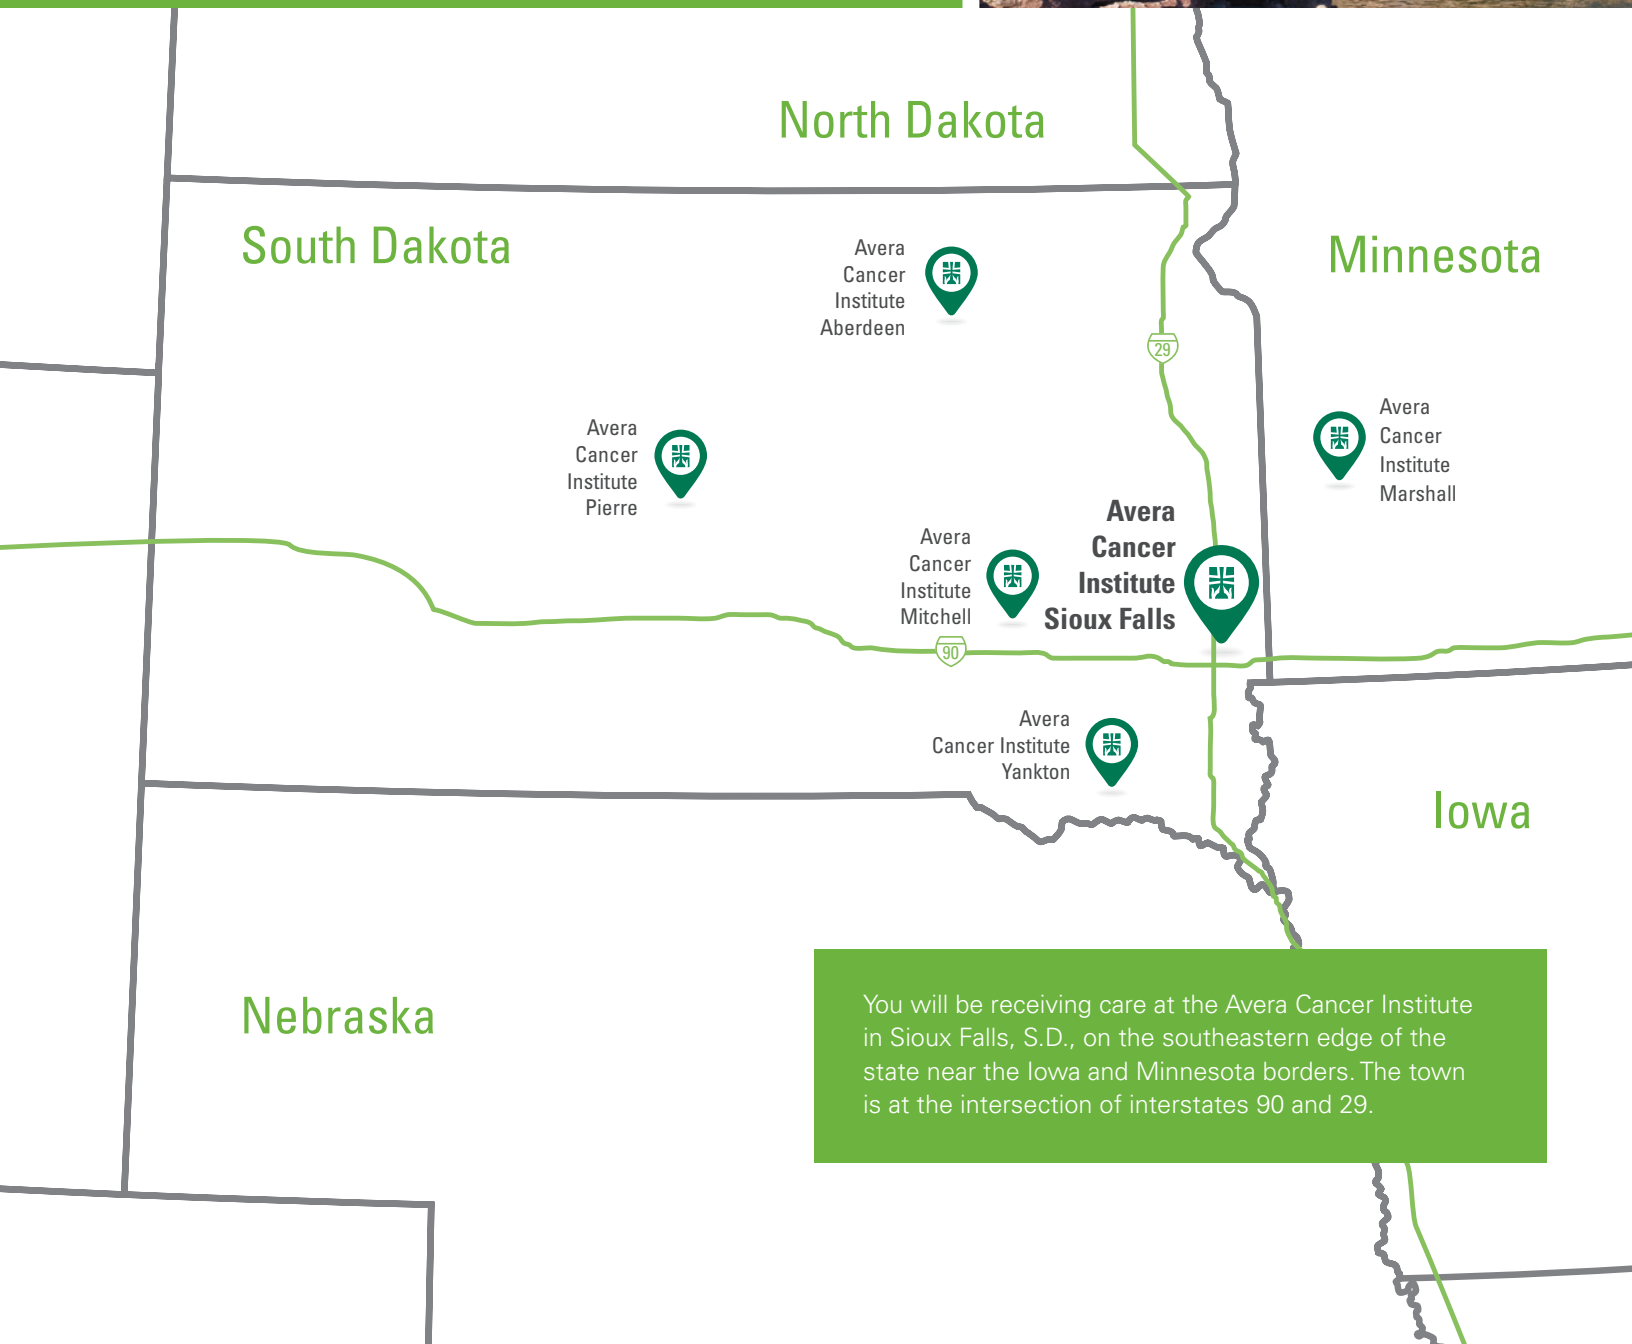 North Dakota
South Dakota
Minnesota
Avera
Cancer
Institute
Aberdeen
29
Avera
Cancer
Institute
Marshall
Avera
Cancer
Institute
Pierre
Avera
Cancer
Institute
Sioux Falls
Avera
Cancer
Institute
Mitchell
90
Avera
Cancer Institute
Yankton
Iowa
Nebraska
You will be receiving care at the Avera Cancer Institute
in Sioux Falls, S.D., on the southeastern edge of the
state near the Iowa and Minnesota borders. The town
is at the intersection of interstates 90 and 29.